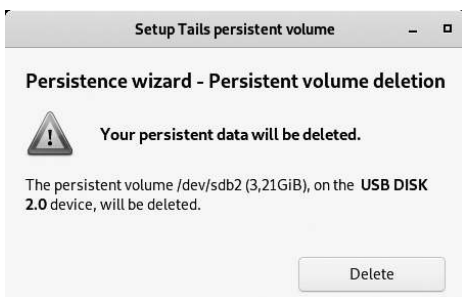 Setup Tails persistent volume
Persistence wizard - Persistent volume deletion
Your persistent data will be deleted.
The persistent volume /dev/sdb2 (3,21GiB), on the USB DISK
2.0 device, will be deleted.
Delete